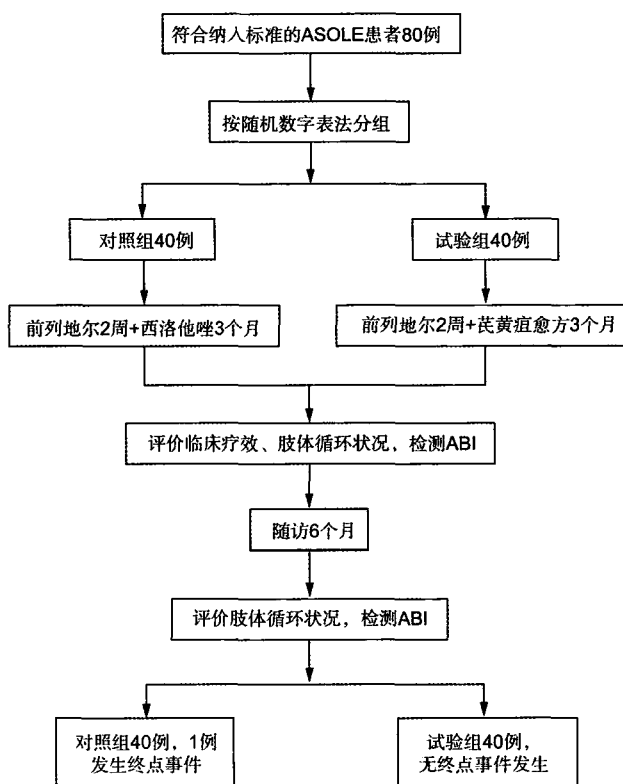 符合纳入标准的ASOLE患者80例
按随机数字表法分组
对照组40例
试验组40例
前列地尔2周+西洛他唑3个月
前列地尔2周+芪黄疽愈方3个月
评价临床疗效、肢体循环状况，检测ABI
随访6个月
评价肢体循环状况，检测ABI
对照组40例，1例
发生终点事件
试验组40例，
无终点事件发生